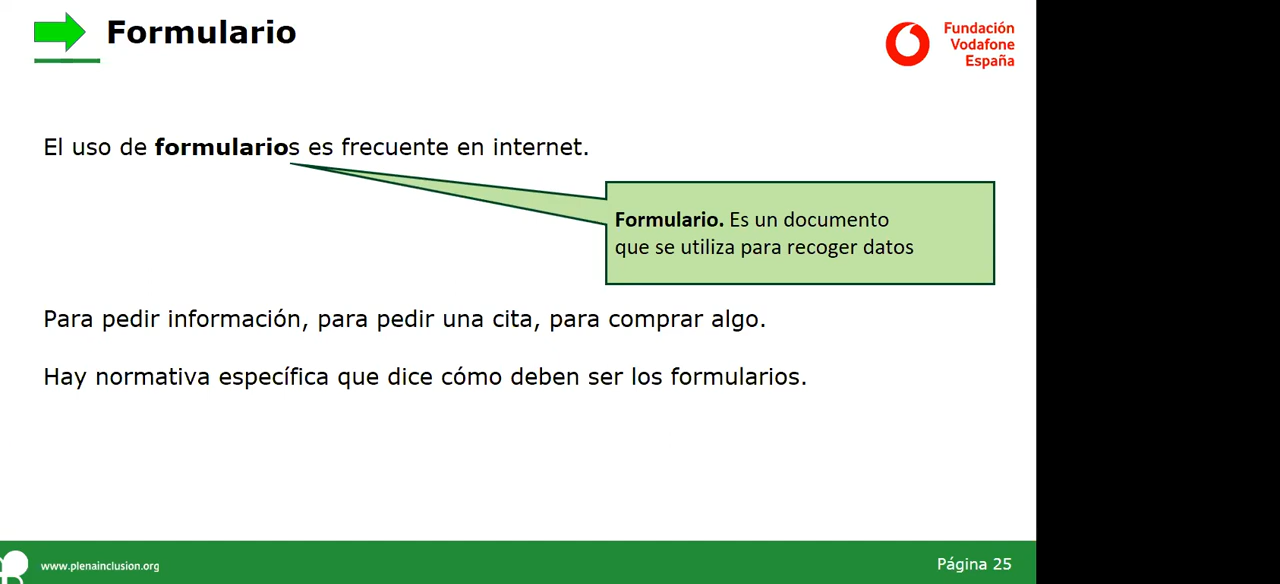 Formulario
Fundación
Vodafone
España
El uso de formularios es frecuente en internet.
Formulario. Es un documento
que se utiliza para recoger datos
Para pedir información, para pedir una cita, para comprar algo.
Hay normativa específica que dice cómo deben ser los formularios.
www.plenainclusion.org
Página 25